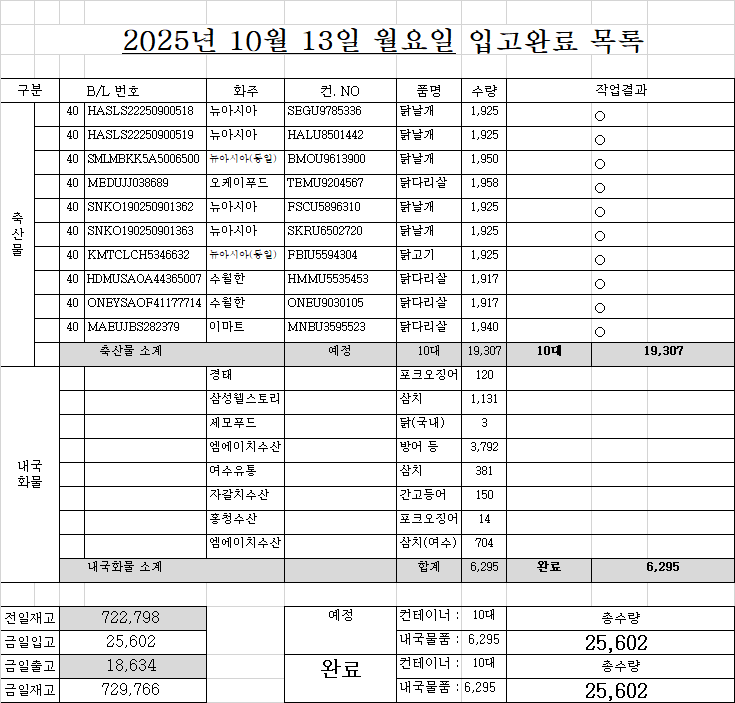 2025년 10월 13일 월요일 입고완료 목록
구분 B/L 번호 화주 컨. NO 품명 수량 작업결과
축산물
40 HASLS22250900518 뉴아시아 SEGU9785336 닭날개 1,925 ○
40 HASLS22250900519 뉴아시아 HALU8501442 닭날개 1,925 ○
40 SMLMBKK5A5006500 뉴아시아(동일) BMOU9613900 닭날개 1,950 ○
40 MEDUJJ038689 오케이푸드 TEMU9204567 닭다리살 1,958 ○
40 SNKO190250901362 뉴아시아 FSCU5896310 닭날개 1,925 ○
40 SNKO190250901363 뉴아시아 SKRU6502720 닭날개 1,925 ○
40 KMTCLCH5346632 뉴아시아(동일) FBIU5594304 닭고기 1,925 ○
40 HDMUSAOA44365007 수월한 HMMU5535453 닭다리살 1,917 ○
40 ONEYSAOF41177714 수월한 ONEU9030105 닭다리살 1,917 ○
40 MAEUJBS282379 이마트 MNBU3595523 닭다리살 1,940 ○
축산물 소계 예정 10대 19,307 10대 19,307
내국화물
경태 포크오징어 120
삼성웰스토리 삼치 1,131
세모푸드 닭(국내) 3
엠에이치수산 방어 등 3,792
여수유통 삼치 381
자갈치수산 간고등어 150
홍청수산 포크오징어 14
엠에이치수산 삼치(여수) 704
내국화물 소계 합계 6,295 완료 6,295
전일재고 722,798 예정 컨테이너 : 10대 총수량
금일입고 25,602 내국물품 : 6,295 25,602
금일출고 18,634 완료 컨테이너 : 10대 총수량
금일재고 729,766 내국물품 : 6,295 25,602